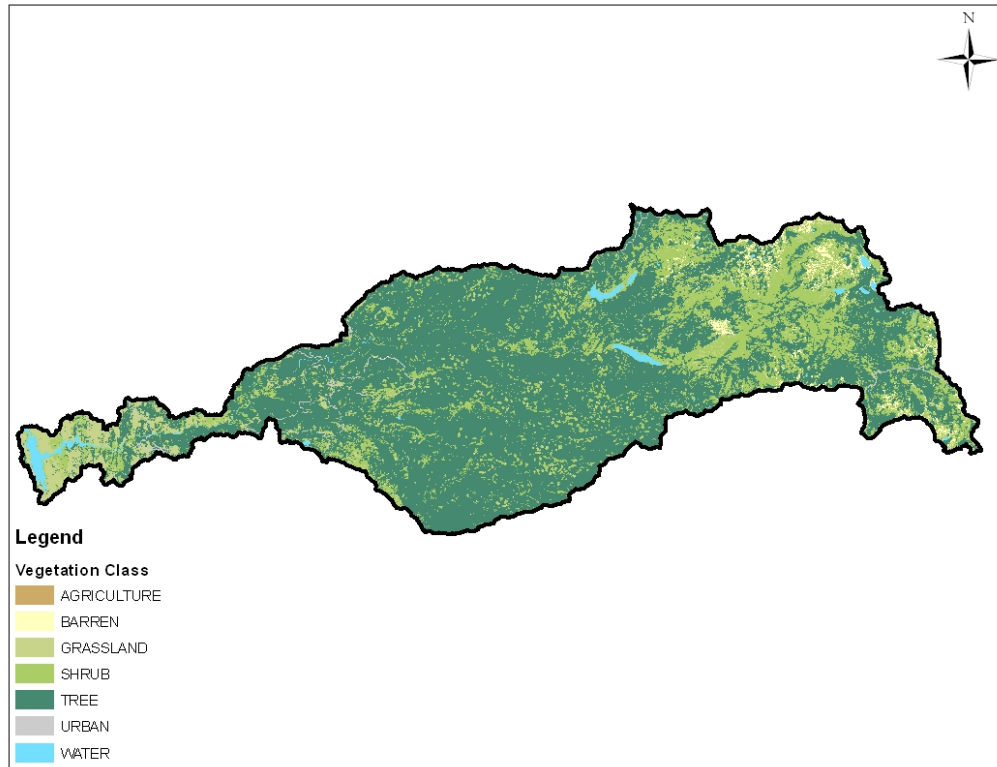 N
Legend
Vegetation Class
AGRICULTURE
BARREN
GRASSLAND
SHRUB
TREE
URBAN
WATER